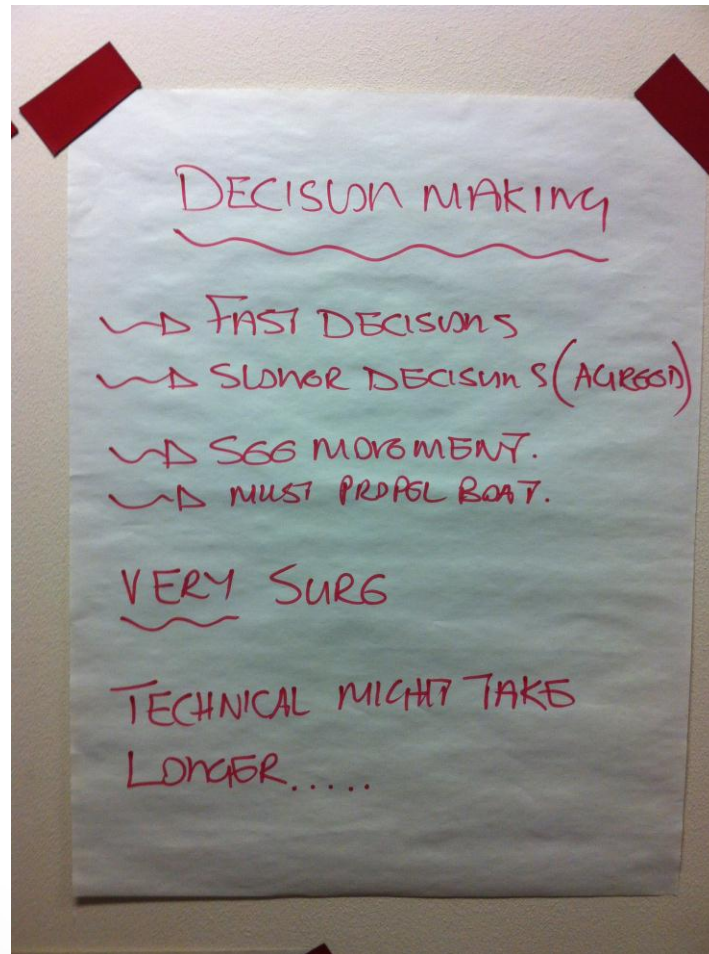 DECISION MAKING
FAST DECISIONS
SLOWER DECISIONS (AGREED)
SEE MOVEMENT.
MUST PROPEL BOAT.
VERY SURE
TECHNICAL MIGHT TAKE
LONGER.....